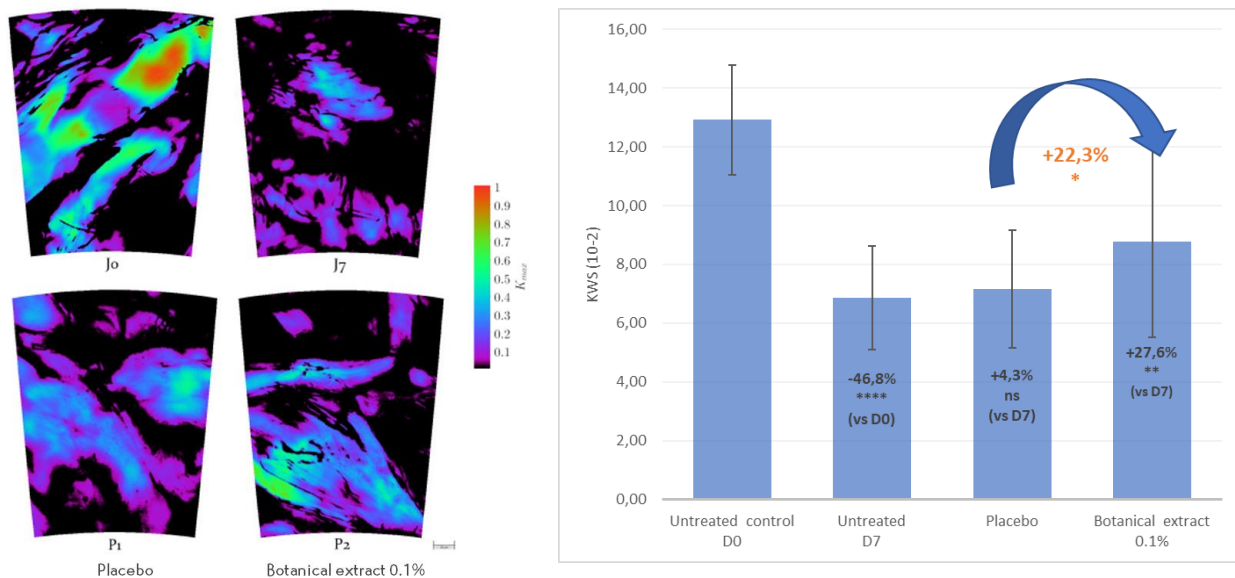 J0
J7
P1
P2
Placebo
Botanical extract 0.1%
1
0.9
0.8
0.7
0.6
0.5
0.4
0.3
0.2
0.1
Kmax
16,00
14,00
12,00
10,00
8,00
6,00
4,00
2,00
0,00
KWS (10-2)
+22,3%
*
-46,8%
****
(vs D0)
+4,3%
ns
(vs D7)
+27,6%
**
(vs D7)
Untreated control
D0
Untreated
D7
Placebo
Botanical extract
0.1%